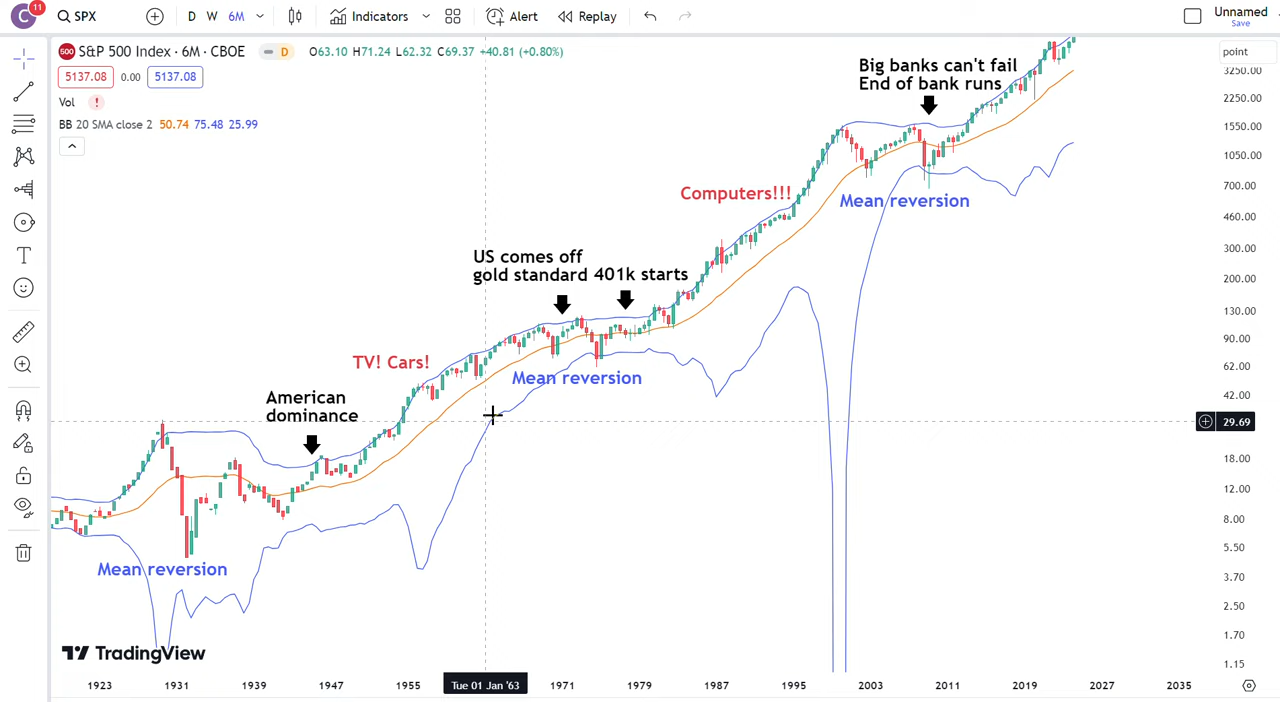 C
11
SPX
D
W
6M
Indicators
Alert
Replay
Unnamed
Save
500
S&P 500 Index · 6M · CBOE
D
O63.10 H71.24 L62.32 C69.37 +40.81 (+0.80%)
5137.08
0.00
5137.08
Vol
!
BB 20 SMA close 2 50.74 75.48 25.99
point
Big banks can't fail
End of bank runs
Computers!!!
Mean reversion
US comes off
gold standard
401k starts
TV! Cars!
Mean reversion
American
dominance
Mean reversion
TradingView
3250.00
2250.00
1550.00
1050.00
700.00
460.00
300.00
200.00
130.00
90.00
62.00
42.00
29.69
18.00
12.00
8.00
5.50
3.70
2.50
1.70
1.15
1923
1931
1939
1947
1955
Tue 01 Jan '63
1971
1979
1987
1995
2003
2011
2019
2027
2035